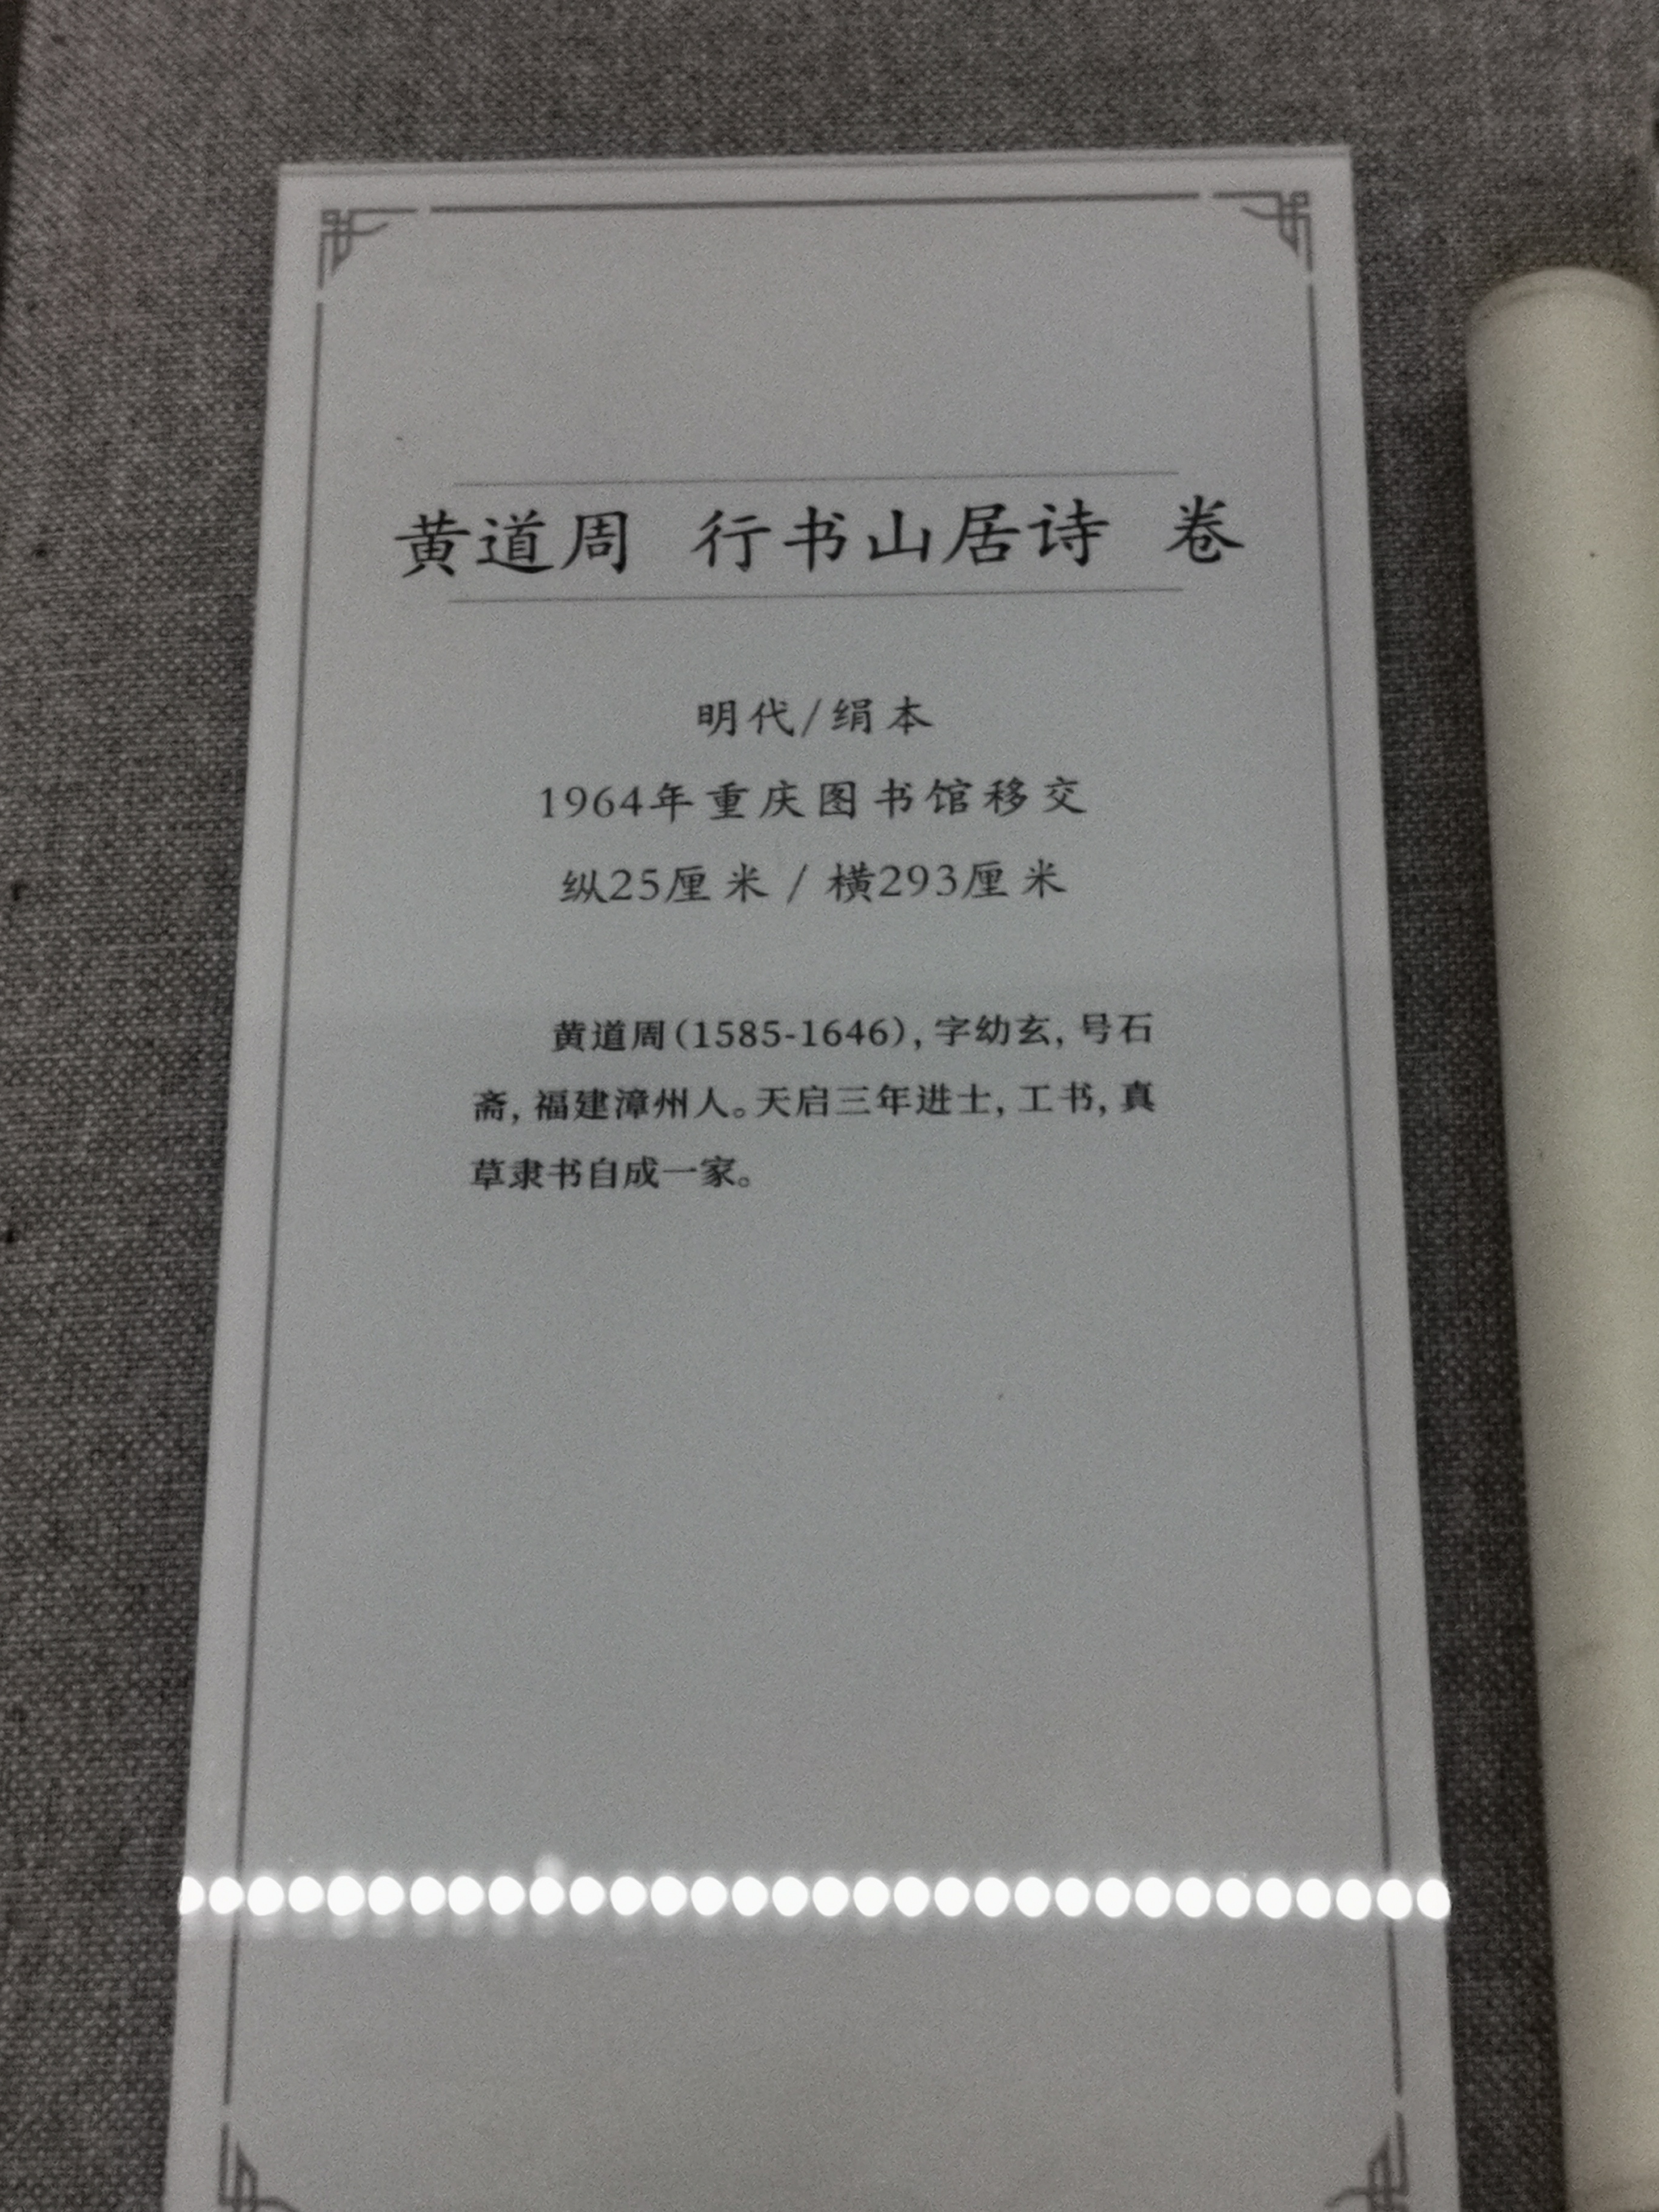 黄道周 行书山居诗 卷
明代/绢本
1964年重庆图书馆移交
纵25厘米/横293厘米
黄道周(1585-1646),字幼玄,号石
斋,福建漳州人。天启三年进士,工书,真
草隶书自成一家。